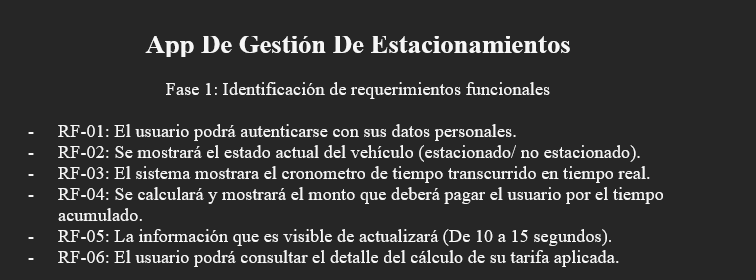 App De Gestión De Estacionamientos
Fase 1: Identificación de requerimientos funcionales
- RF-01: El usuario podrá autenticarse con sus datos personales.
- RF-02: Se mostrará el estado actual del vehículo (estacionado/ no estacionado).
- RF-03: El sistema mostrara el cronometro de tiempo transcurrido en tiempo real.
- RF-04: Se calculará y mostrará el monto que deberá pagar el usuario por el tiempo
acumulado.
- RF-05: La información que es visible de actualizará (De 10 a 15 segundos).
- RF-06: El usuario podrá consultar el detalle del cálculo de su tarifa aplicada.